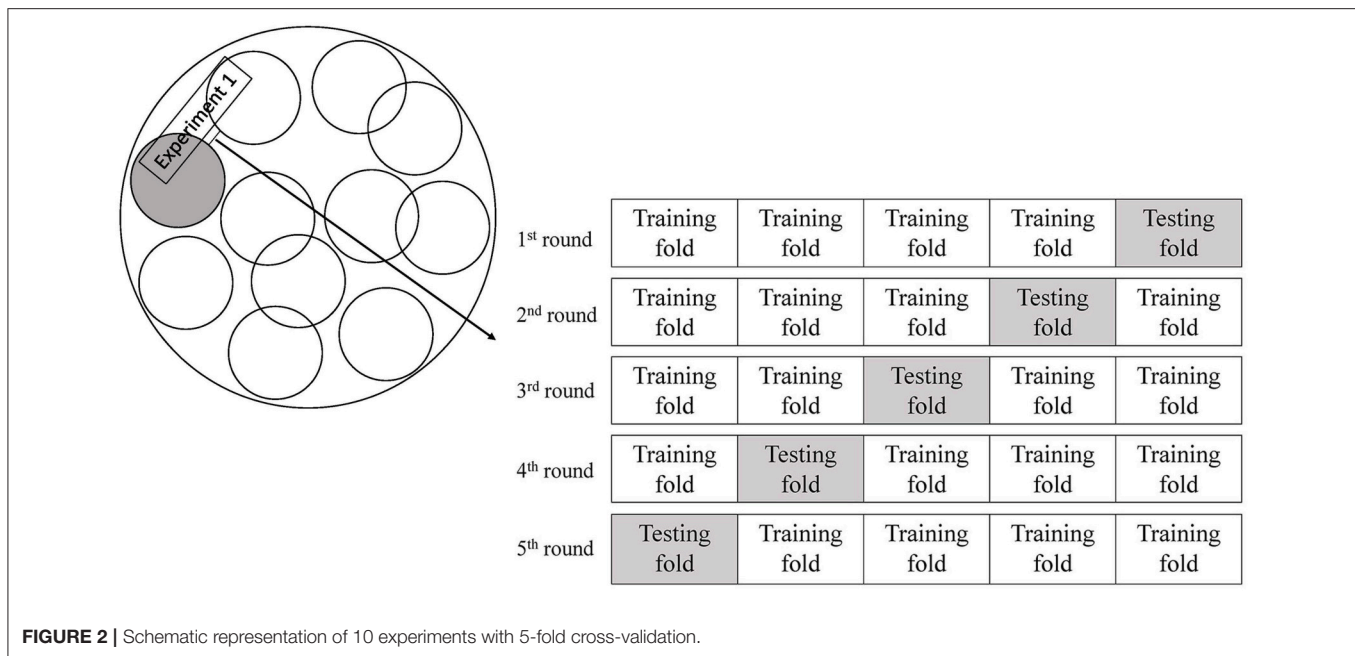 Experiment 1
1st round
Training fold
Training fold
Training fold
Training fold
Testing fold
2nd round
Training fold
Training fold
Training fold
Testing fold
Training fold
3rd round
Training fold
Training fold
Testing fold
Training fold
Training fold
4th round
Training fold
Testing fold
Training fold
Training fold
Training fold
5th round
Testing fold
Training fold
Training fold
Training fold
Training fold
FIGURE 2 | Schematic representation of 10 experiments with 5-fold cross-validation.